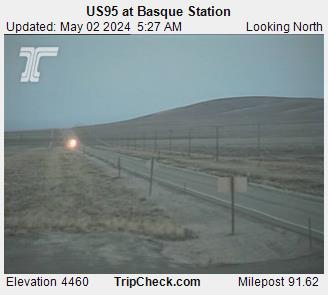 US95 at Basque Station
Updated: May 02 2024 5:27 AM Looking North
Elevation 4460 TripCheck.com Milepost 91.62